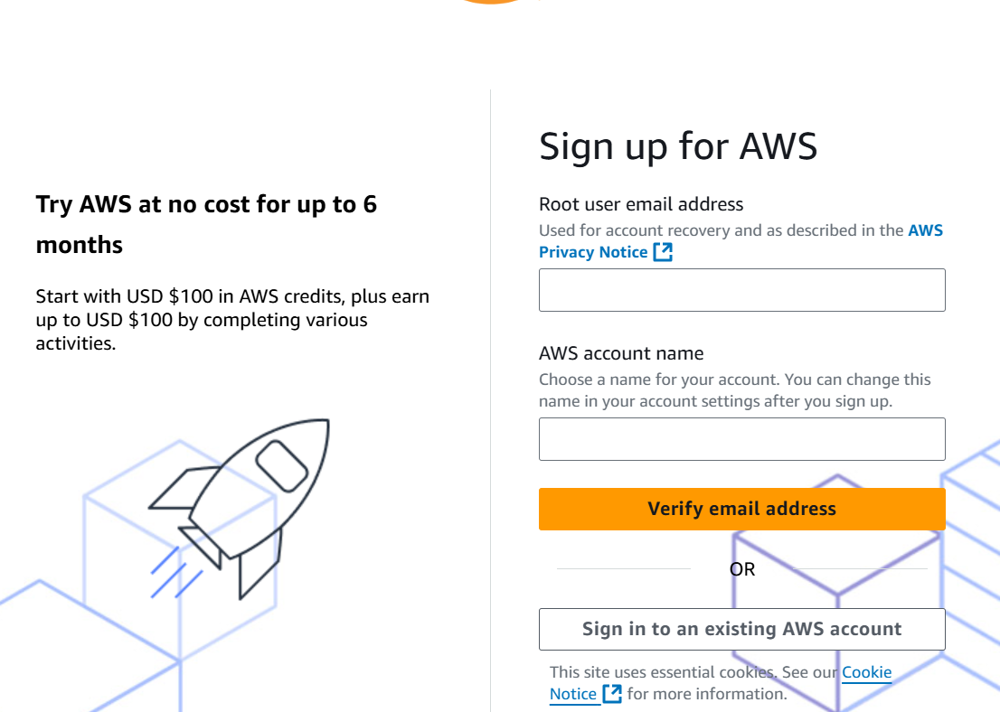 Try AWS at no cost for up to 6
months
Start with USD $100 in AWS credits, plus earn
up to USD $100 by completing various
activities.
Sign up for AWS
Root user email address
Used for account recovery and as described in the AWS
Privacy Notice
AWS account name
Choose a name for your account. You can change this
name in your account settings after you sign up.
Verify email address
OR
Sign in to an existing AWS account
This site uses essential cookies. See our Cookie
Notice for more information.